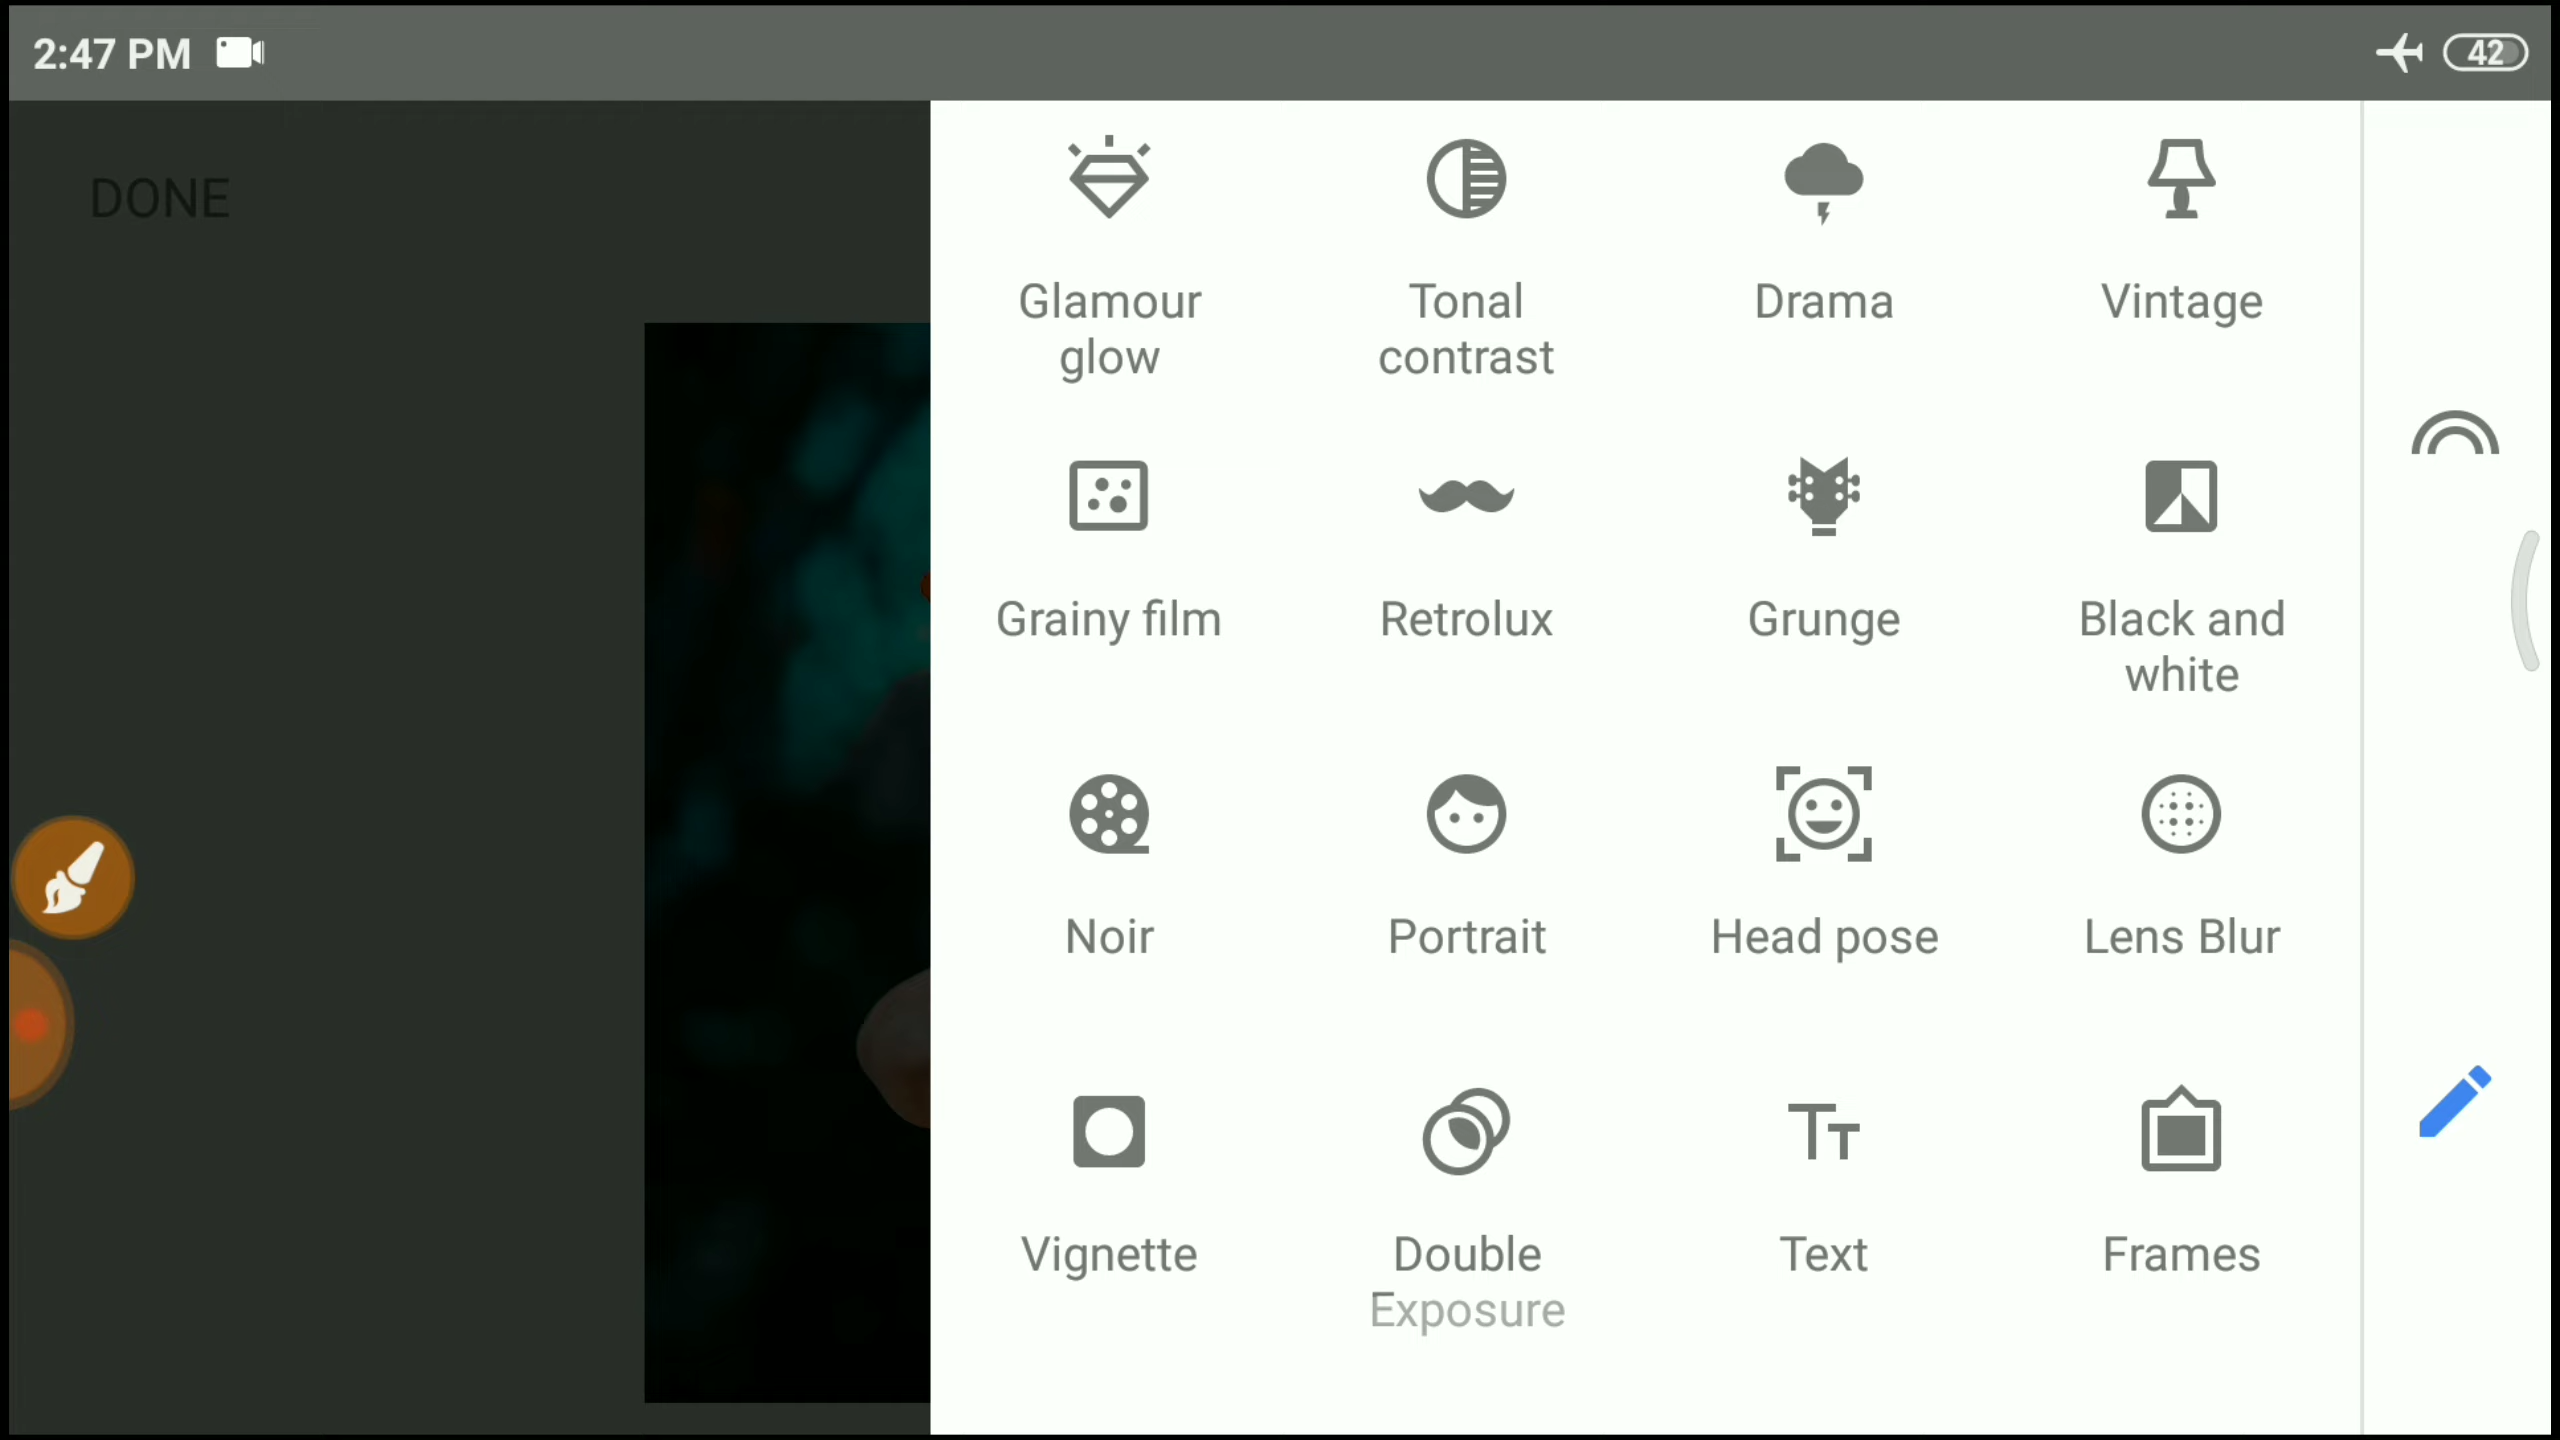 2:47 PM
42
DONE
Glamour
glow
Tonal
contrast
Drama
Vintage
Grainy film
Retrolux
Grunge
Black and
white
Noir
Portrait
Head pose
Lens Blur
Vignette
Double
Exposure
Text
Frames